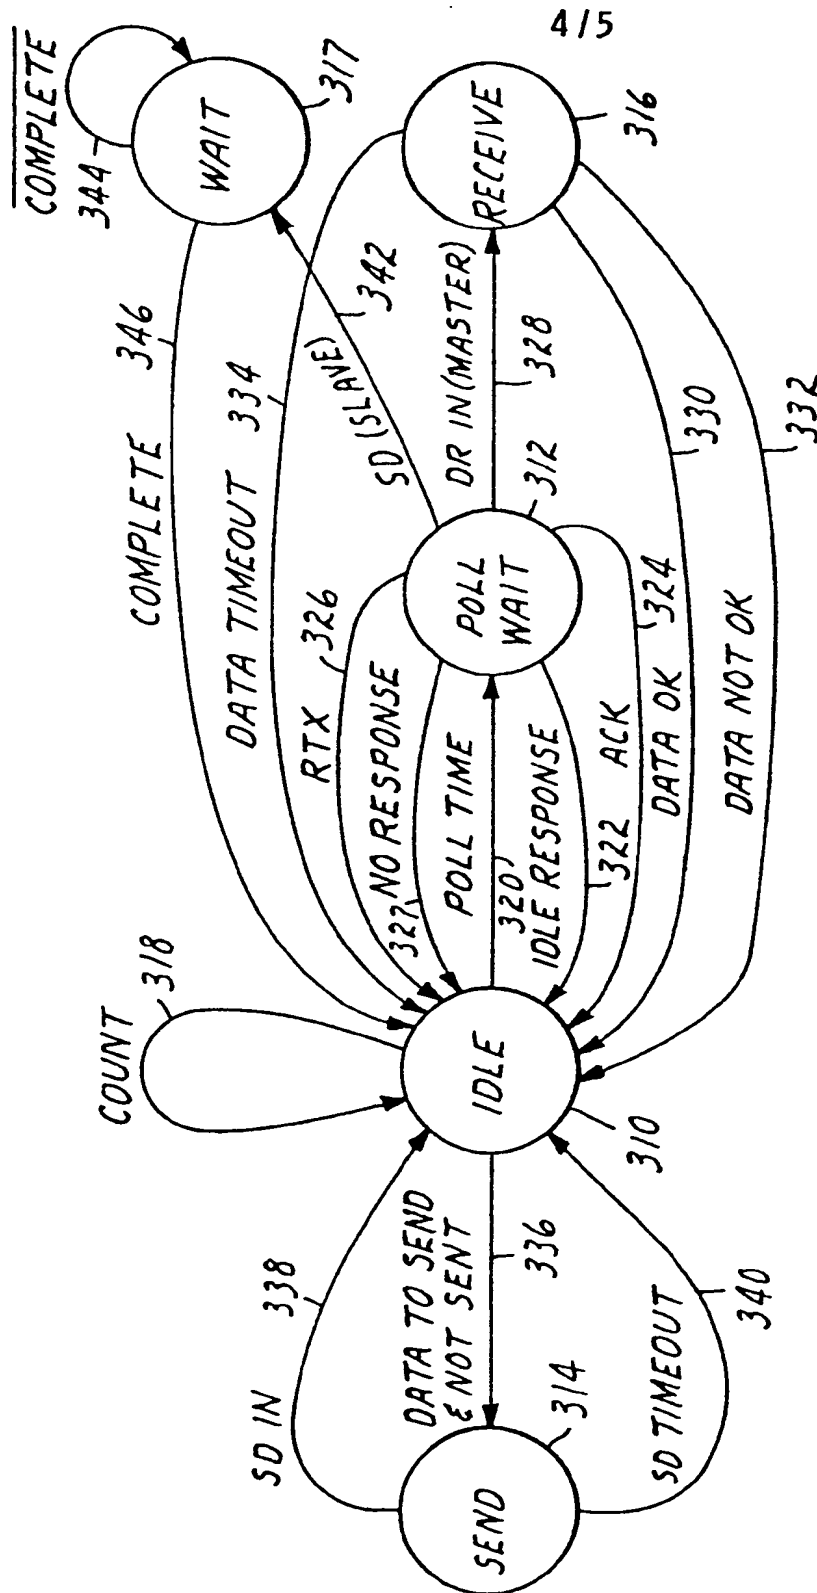 4/5
COMPLETE
344
WAIT
317
346
COMPLETE
334
DATA TIMEOUT
342
SD (SLAVE)
RECEIVE
316
DR IN (MASTER)
328
312
POLL
WAIT
326
RTX
327
NO RESPONSE
POLL TIME
320
IDLE RESPONSE
322
ACK
324
DATA OK
330
DATA NOT OK
332
COUNT
318
IDLE
310
338
SD IN
DATA TO SEND
& NOT SENT
336
314
SEND
SD TIMEOUT
340